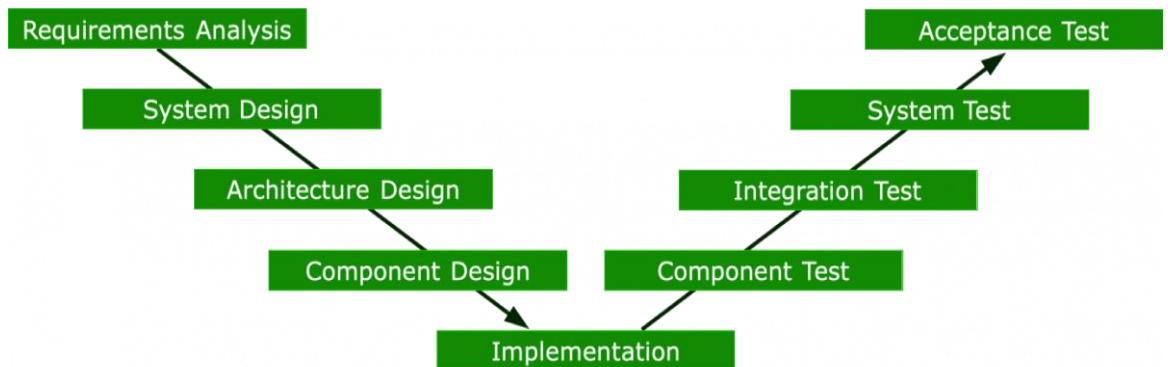 Requirements Analysis
Acceptance Test
System Design
System Test
Architecture Design
Integration Test
Component Design
Component Test
Implementation